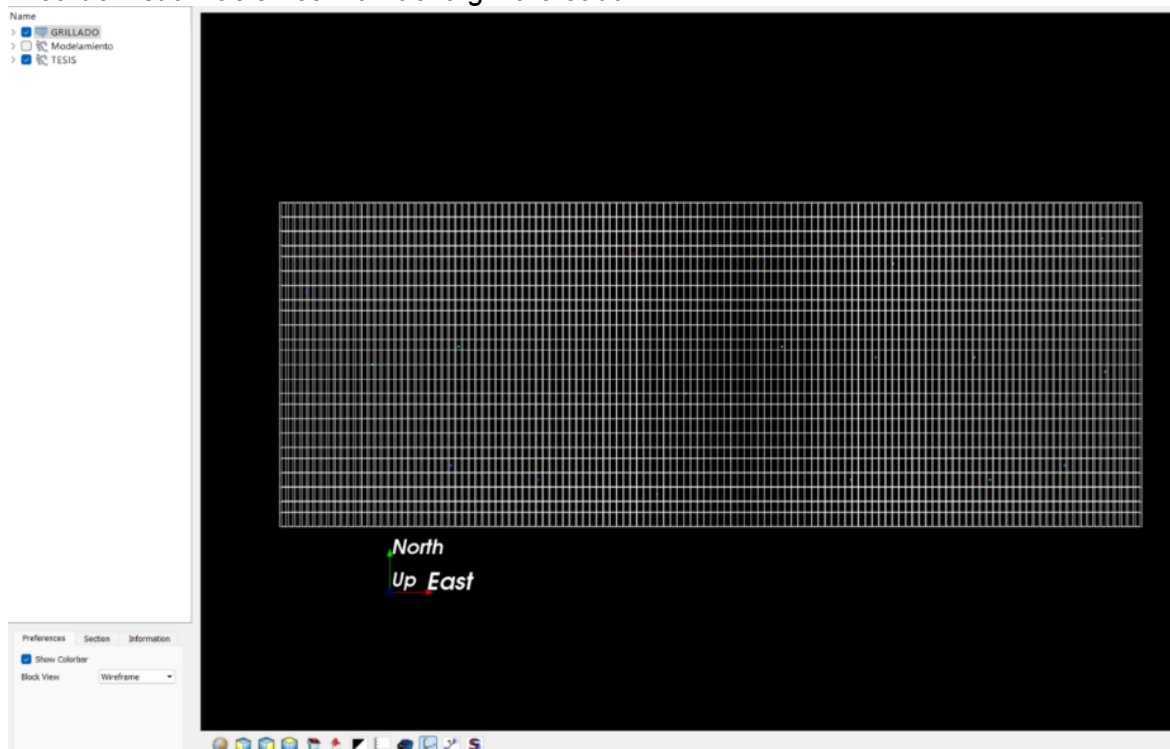 Name
GRILLADO
Modelamiento
TESIS
North
Up East
Preferences Section Information
Show Colorbar
Block View Wireframe
S